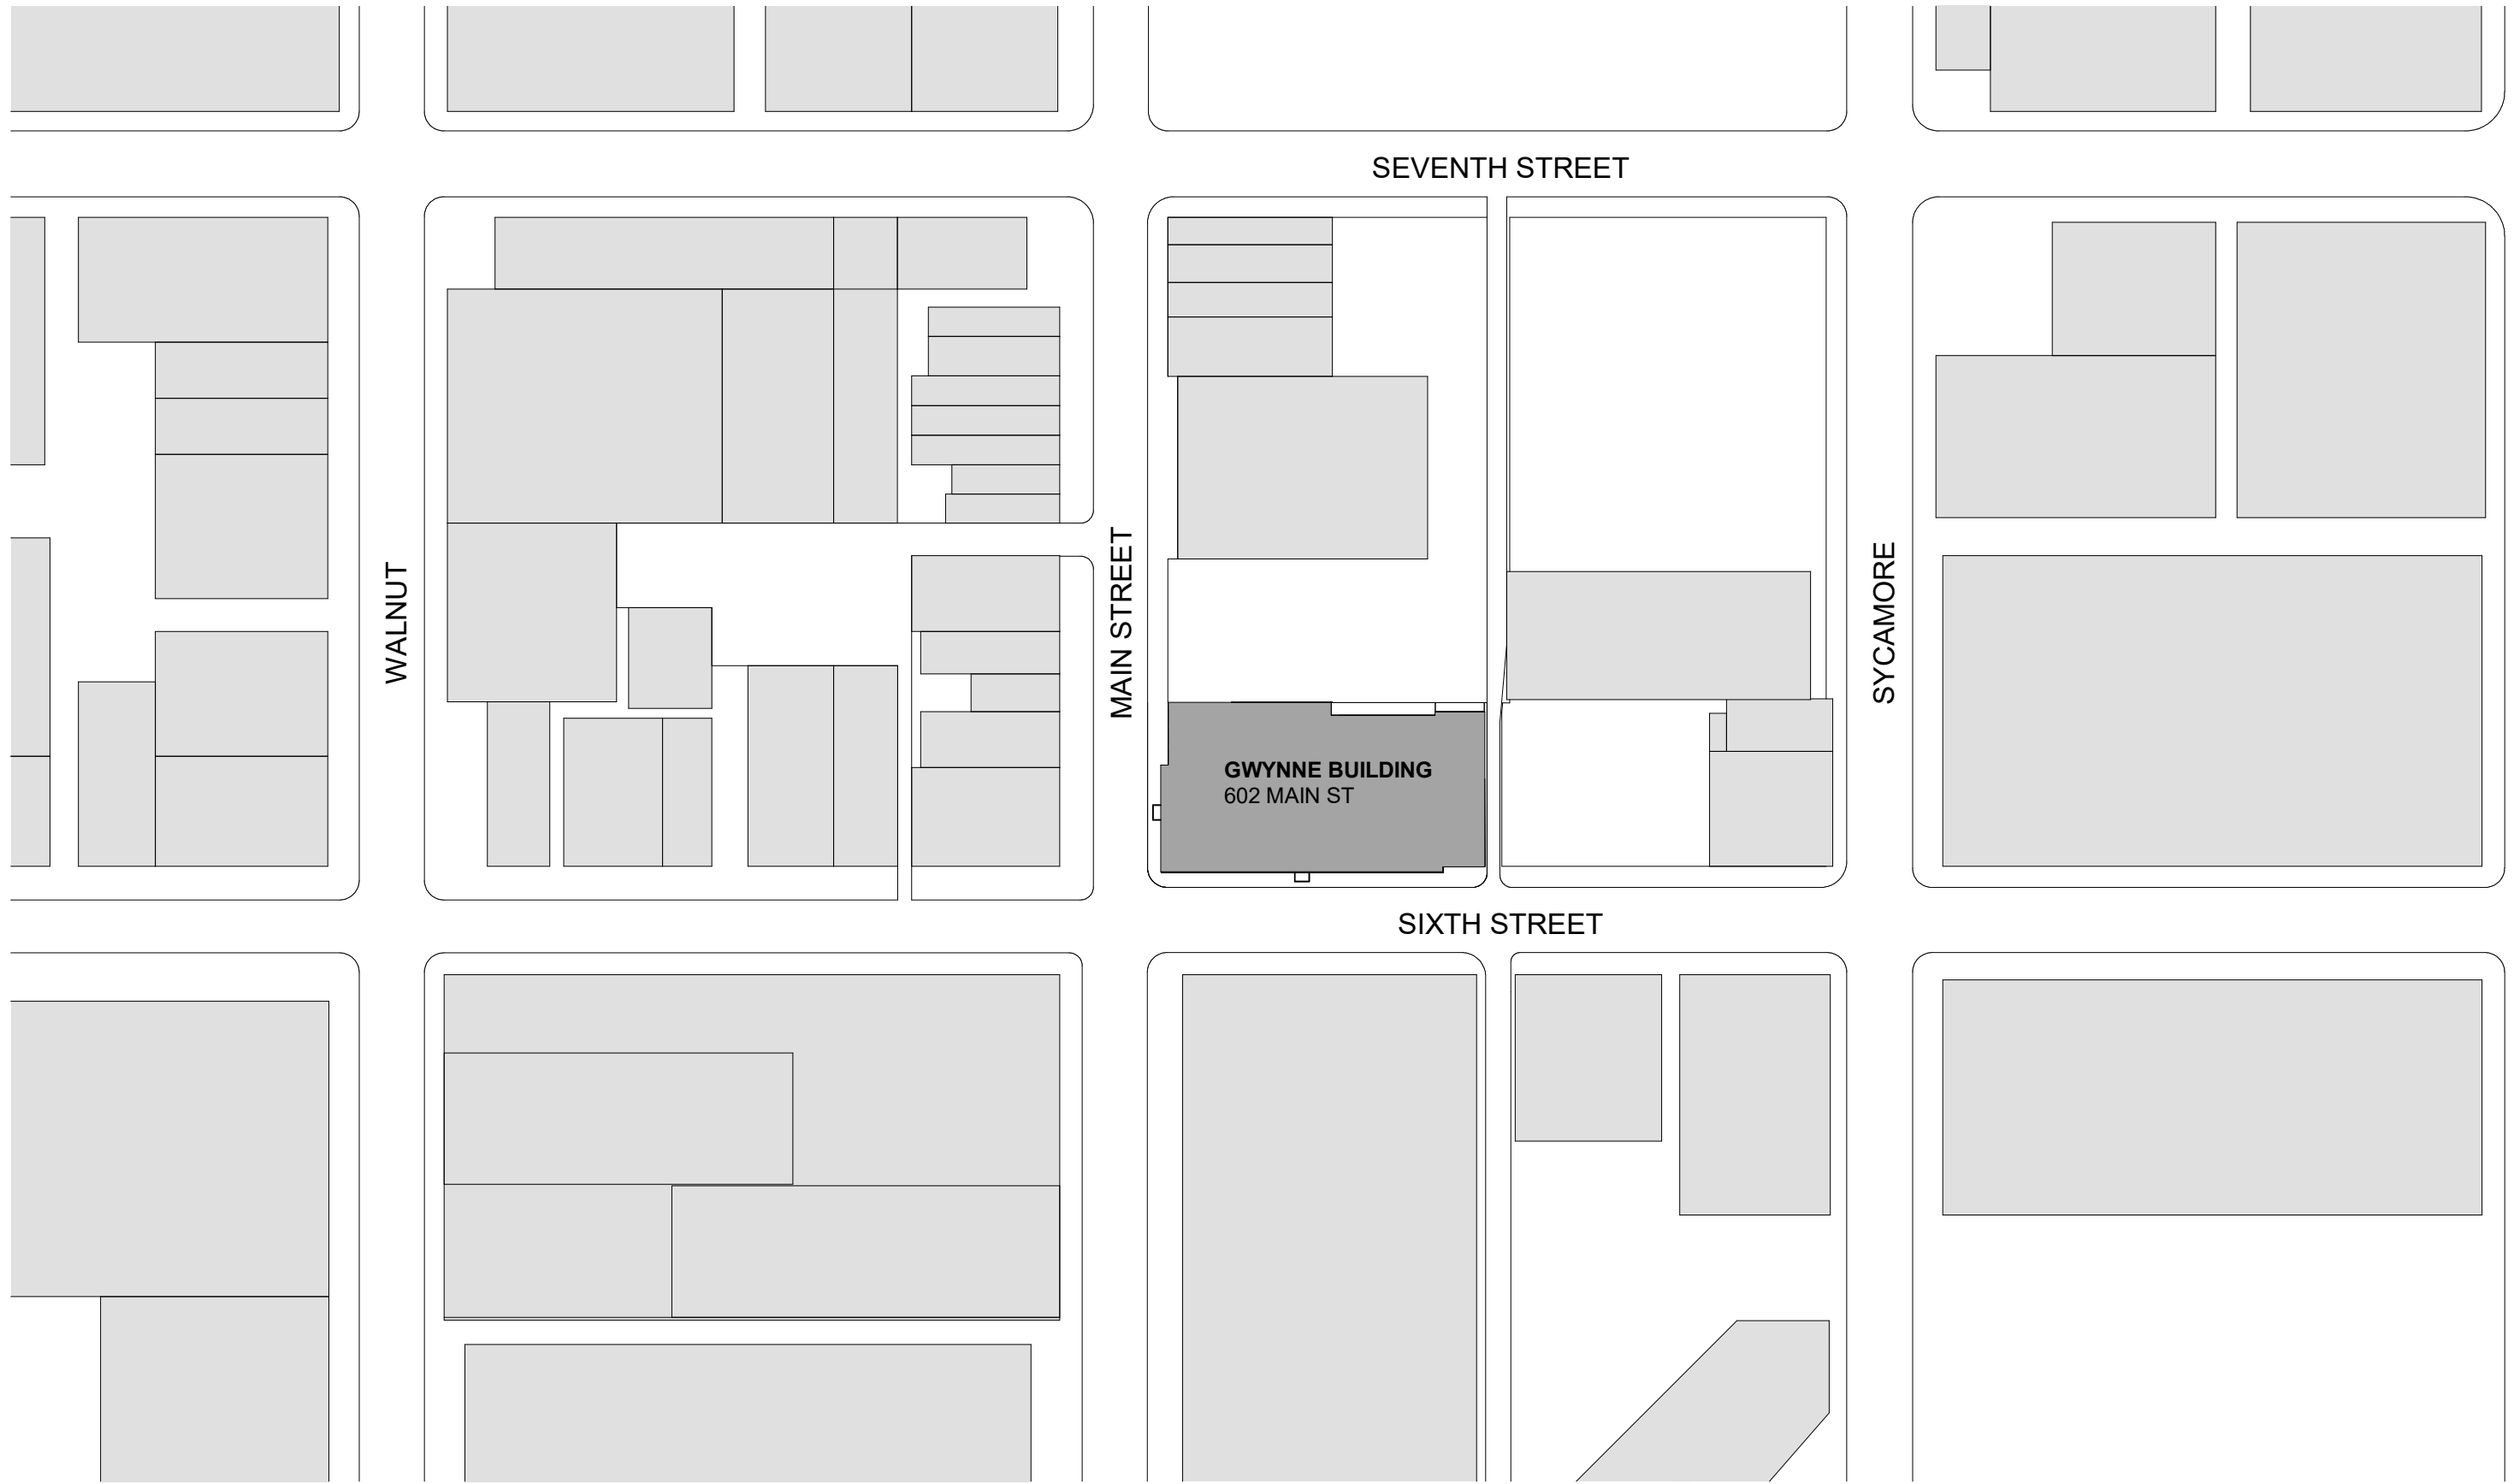 SEVENTH STREET
WALNUT
MAIN STREET
SYCAMORE
GWYNNE BUILDING
602 MAIN ST
SIXTH STREET